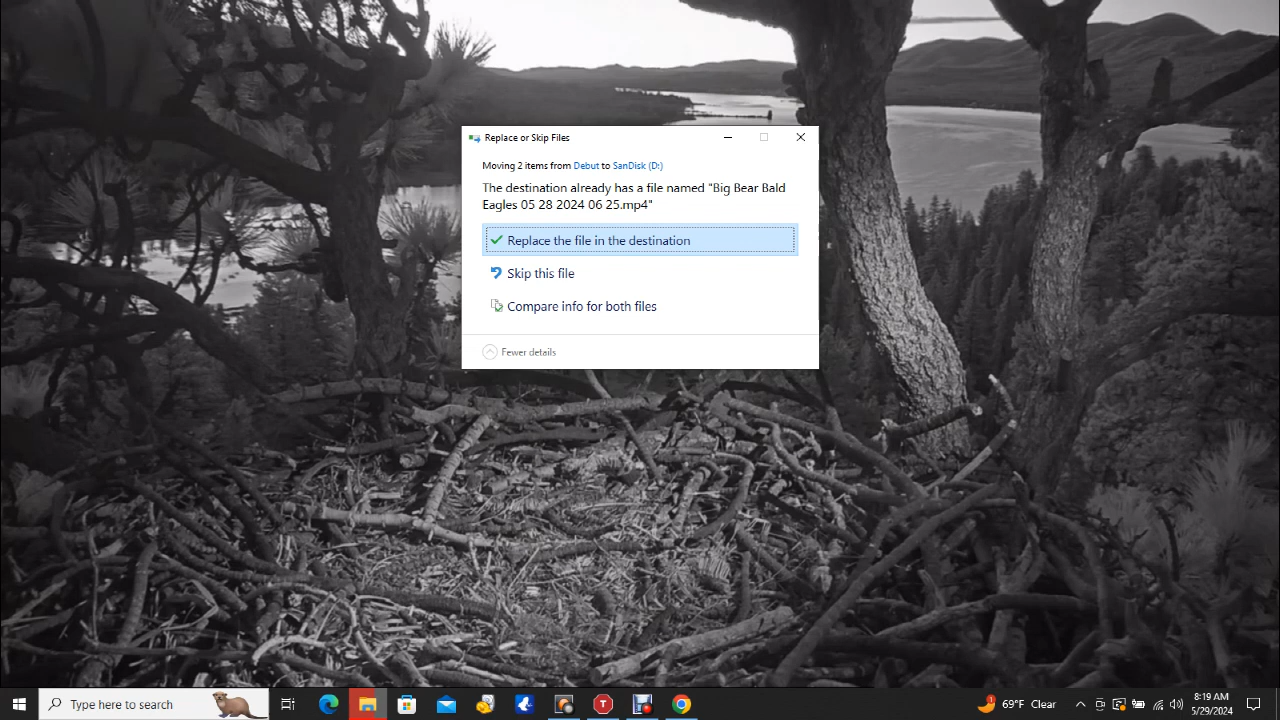 Replace or Skip Files
Moving 2 items from Debut to SanDisk (D:)
The destination already has a file named "Big Bear Bald
Eagles 05 28 2024 06 25.mp4"
Replace the file in the destination
Skip this file
Compare info for both files
Fewer details
Type here to search
T
1
69°F Clear
8:19 AM
5/29/2024